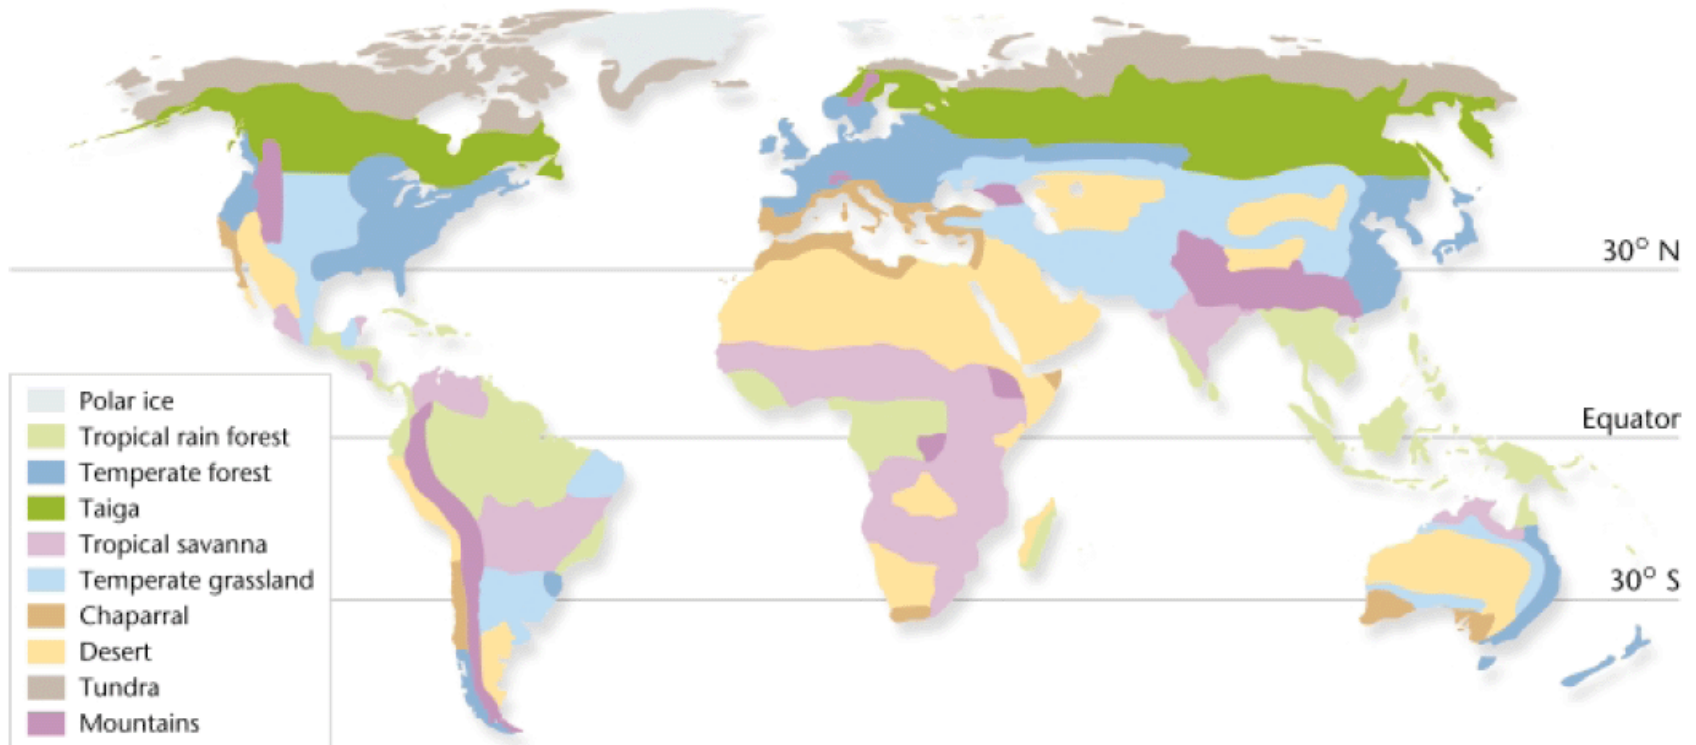 30° N
Equator
30° S
Polar ice
Tropical rain forest
Temperate forest
Taiga
Tropical savanna
Temperate grassland
Chaparral
Desert
Tundra
Mountains